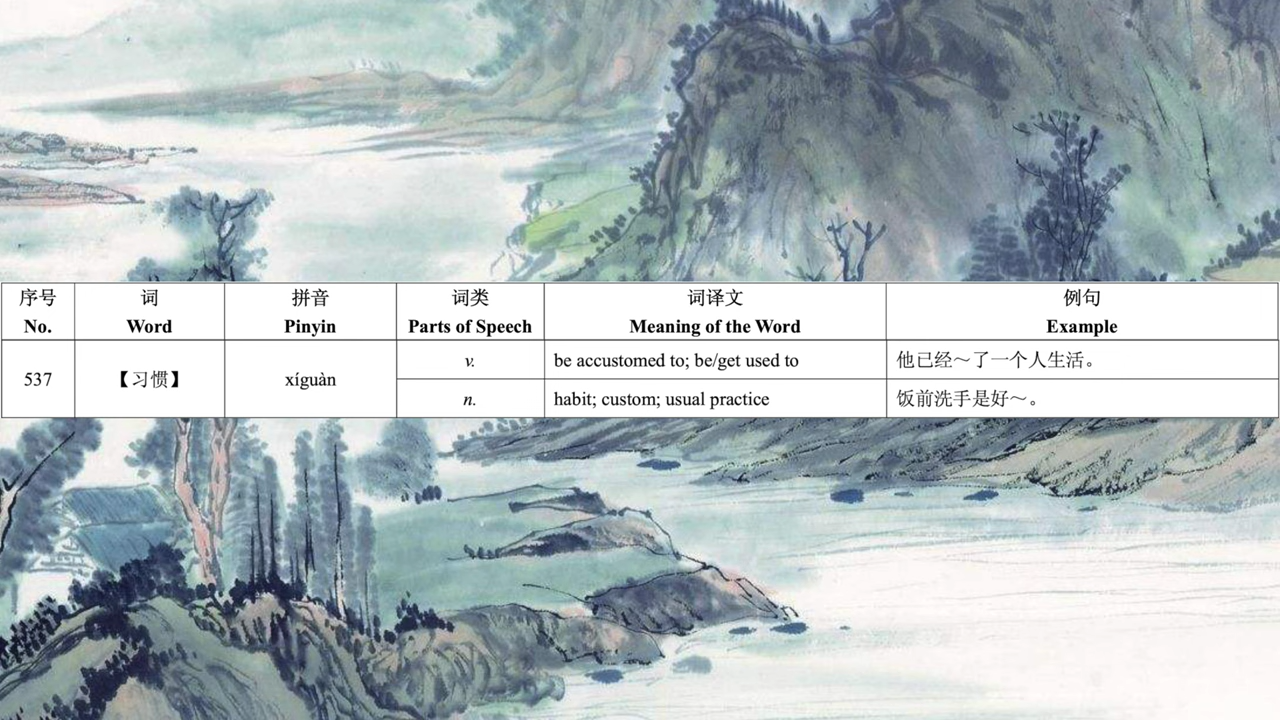 序号 词 拼音 词类 词译文 例句
No. Word Pinyin Parts of Speech Meaning of the Word Example
537 【习惯】 xíguàn v. be accustomed to; be/get used to 他已经～了一个人生活。
n. habit; custom; usual practice 饭前洗手是好～。